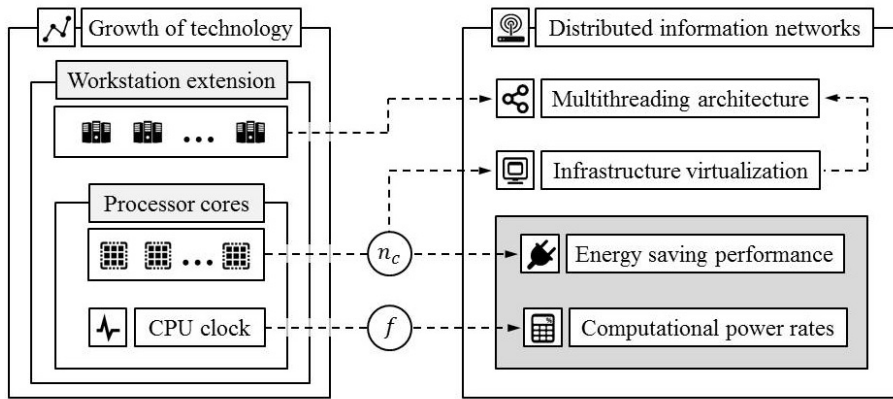 Growth of technology
Workstation extension
...
Processor cores
...
CPU clock
n_c
f
Distributed information networks
Multithreading architecture
Infrastructure virtualization
Energy saving performance
Computational power rates